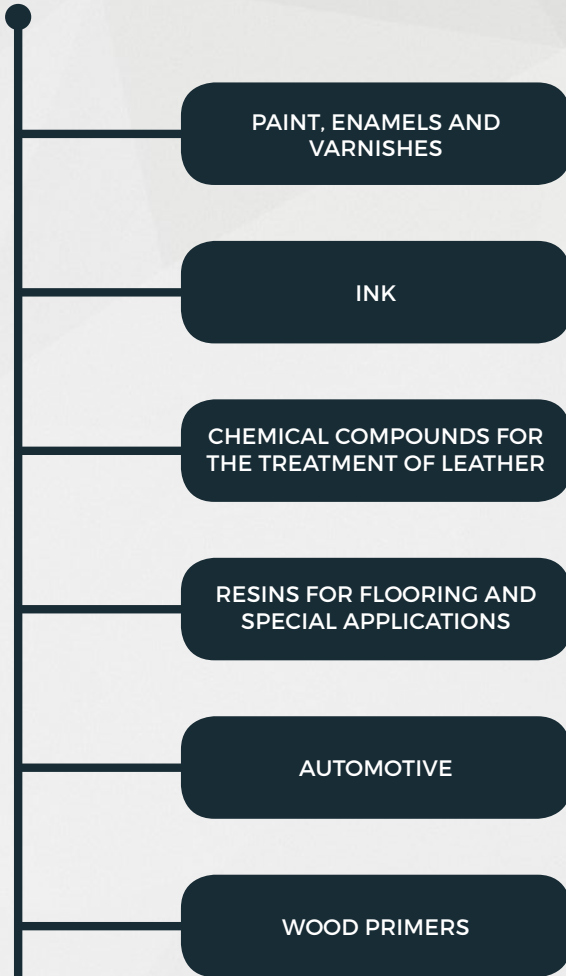 PAINT, ENAMELS AND
VARNISHES
INK
CHEMICAL COMPOUNDS FOR
THE TREATMENT OF LEATHER
RESINS FOR FLOORING AND
SPECIAL APPLICATIONS
AUTOMOTIVE
WOOD PRIMERS